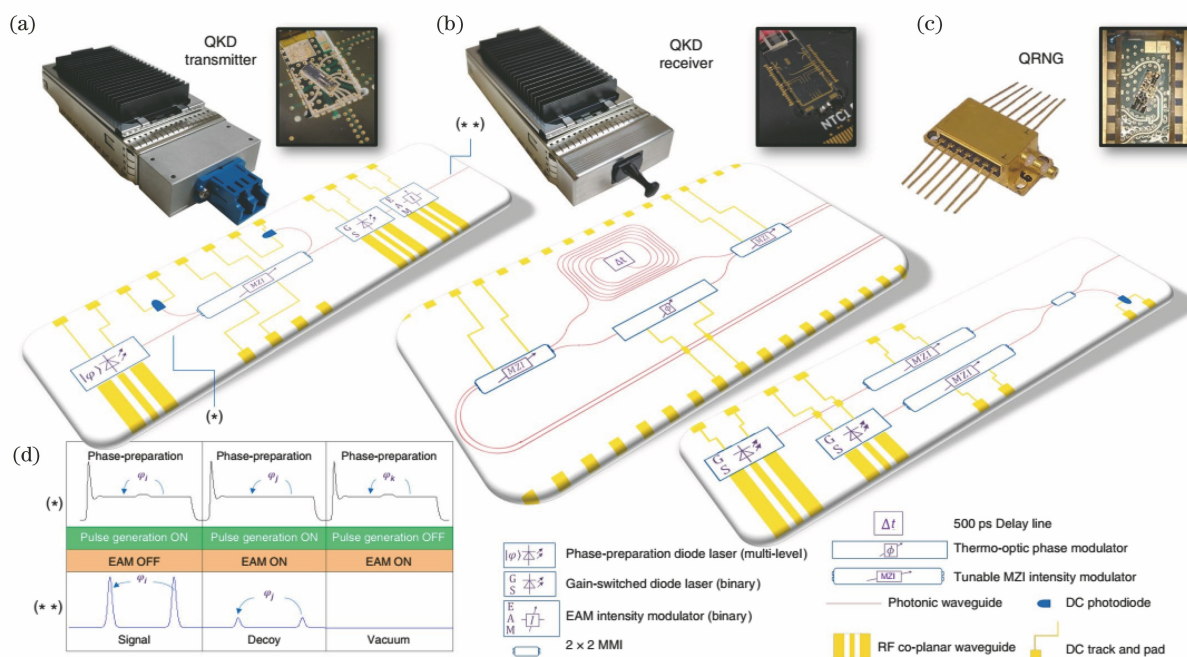 (a)
QKD
transmitter
(b)
QKD
receiver
NTC1
(c)
QRNG
(**)
E
A
M
I
G
S
MZI
|φ⟩
(*)
MZI
Δt
ϕ
MZI
MZI
MZI
G
S
G
S
(d)
Phase-preparation
Phase-preparation
Phase-preparation
φi
φj
φk
(*)
Pulse generation ON
Pulse generation ON
Pulse generation OFF
EAM OFF
EAM ON
EAM ON
φi
φj
(**)
Signal
Decoy
Vacuum
|φ⟩ Phase-preparation diode laser (multi-level)
G
S
Gain-switched diode laser (binary)
E
A
M
I
EAM intensity modulator (binary)
2 × 2 MMI
Δt 500 ps Delay line
ϕ Thermo-optic phase modulator
MZI Tunable MZI intensity modulator
Photonic waveguide
DC photodiode
RF co-planar waveguide
DC track and pad